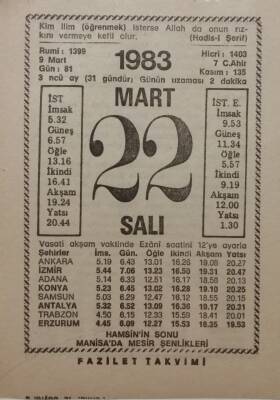 Kim ilim (öğrenmek) isterse Allah da onun rız-
kını vermeye kefil olur. (Hadis-i Şerif)
Rumi: 1399
9 Mart
Gün: 81
1983
Hicri: 1403
7 C.Ahir
Kasım: 135
3 ncü ay (31 gündür) Günün uzaması 2 dakika
İST
İmsak
5.32
Güneş
6.57
Öğle
13.16
İkindi
16.41
Akşam
19.24
Yatsı
20.44
MART
22
SALI
İST. E.
İmsak
9.53
Güneş
11.34
Öğle
5.57
İkindi
9.19
Akşam
12.00
Yatsı
1.30
Vasati akşam vaktinde Ezâni saatini 12'ye ayarla
Şehirler İms. Gün. Öğle İkindi Akşam Yatsı
ANKARA 5.19 6.43 13.01 16.26 19.08 20.27
İZMİR 5.44 7.06 13.23 16.50 19.31 20.47
ADANA 5.14 6.33 12.51 16.17 18.58 20.13
KONYA 5.23 6.45 13.02 16.28 19.10 20.25
SAMSUN 5.03 6.29 12.47 16.12 18.55 20.15
ANTALYA 5.32 6.52 13.09 16.36 19.17 20.31
TRABZON 4.50 6.15 12.33 15.59 18.41 20.01
ERZURUM 4.45 6.09 12.27 15.53 18.35 19.53
HAMSİN'İN SONU
MANİSA'DA MESİR ŞENLİKLERİ
FAZİLET TAKVİMİ